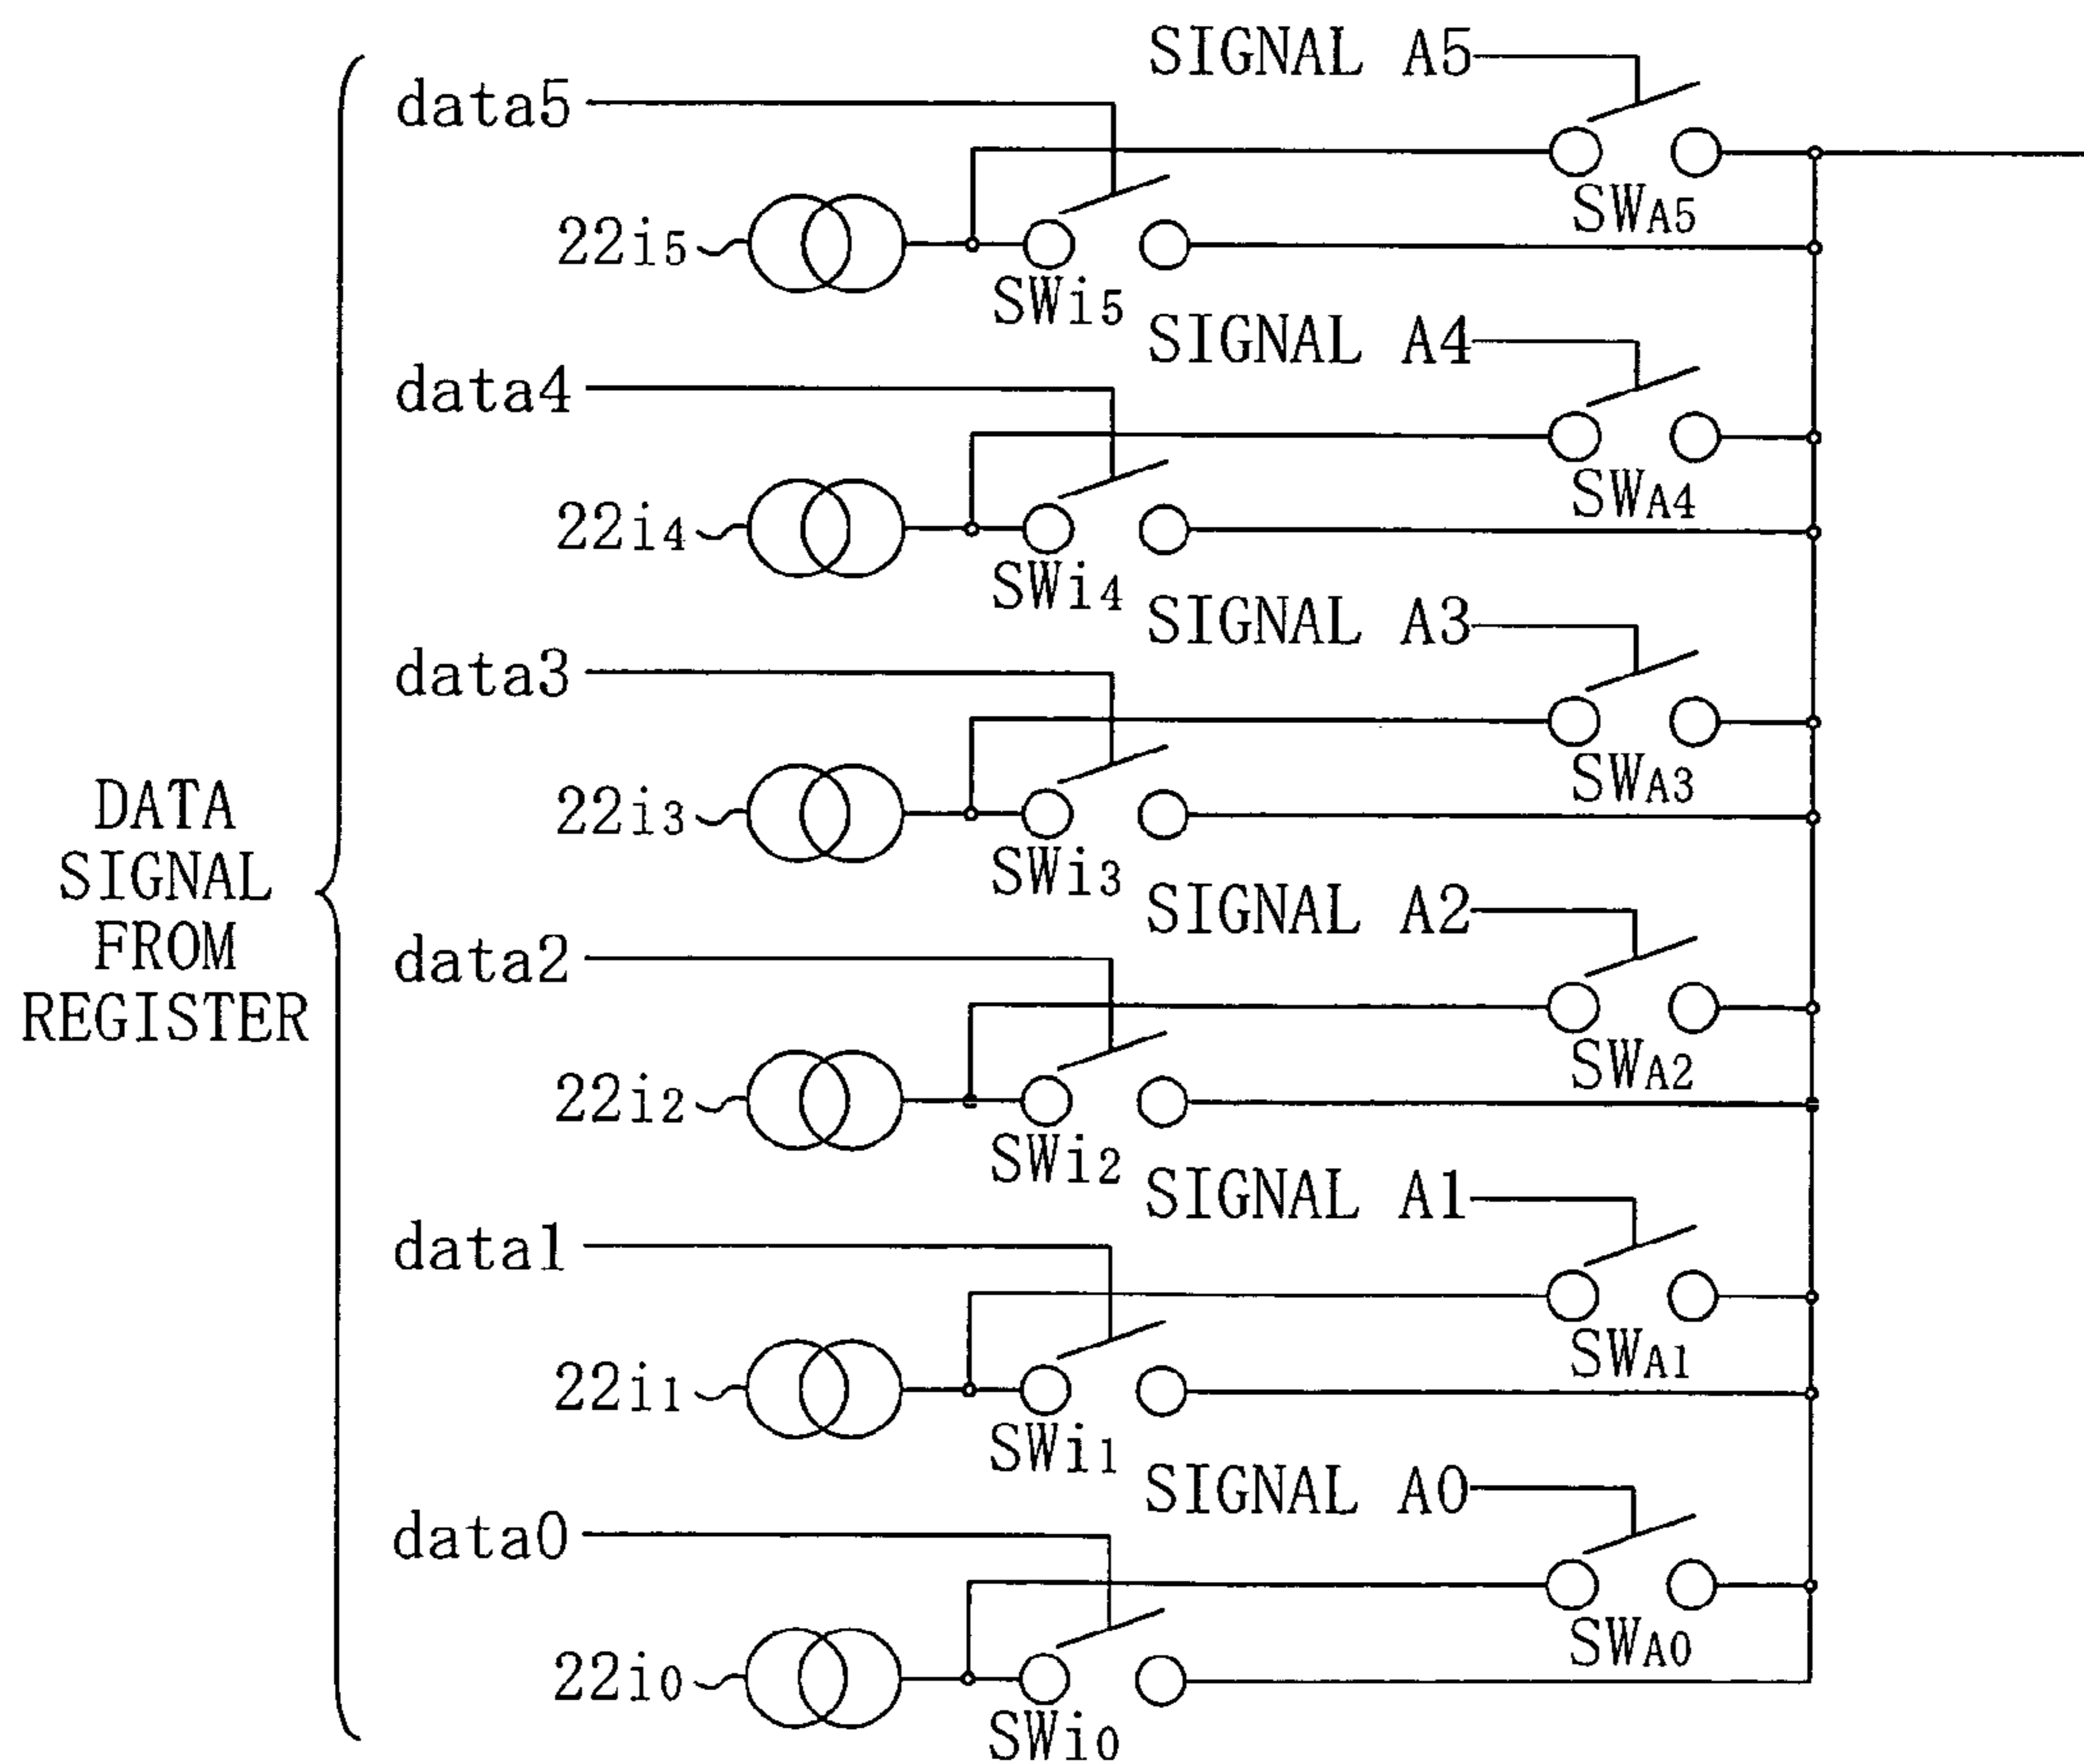 SIGNAL A5
data5
SWA5
22i5
SWi5
SIGNAL A4
data4
SWA4
22i4
SWi4
SIGNAL A3
data3
SWA3
22i3
SWi3
DATA
SIGNAL
FROM
REGISTER
SIGNAL A2
data2
SWA2
22i2
SWi2
SIGNAL A1
data1
SWA1
22i1
SWi1
SIGNAL A0
data0
SWA0
22i0
SWi0